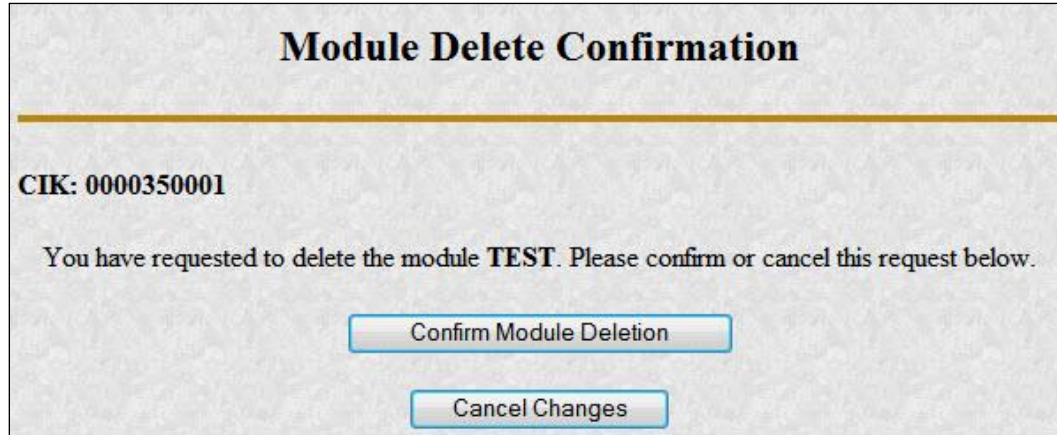 Module Delete Confirmation
CIK: 0000350001
You have requested to delete the module TEST. Please confirm or cancel this request below.
Confirm Module Deletion
Cancel Changes